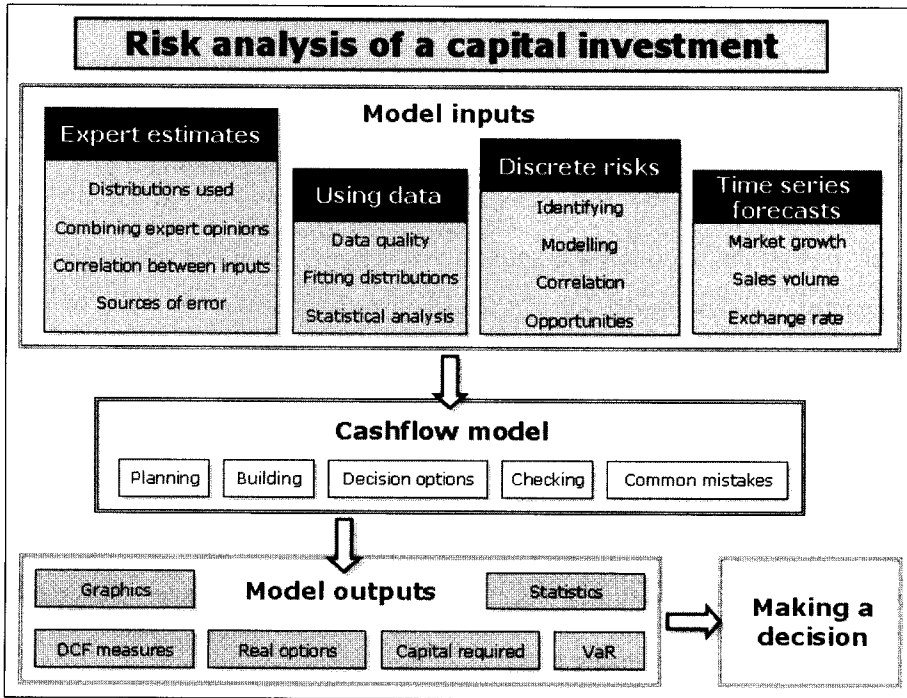 Risk analysis of a capital investment
Model inputs
Expert estimates
Distributions used
Combining expert opinions
Correlation between inputs
Sources of error
Using data
Data quality
Fitting distributions
Statistical analysis
Discrete risks
Identifying
Modelling
Correlation
Opportunities
Time series
forecasts
Market growth
Sales volume
Exchange rate
Cashflow model
Planning
Building
Decision options
Checking
Common mistakes
Model outputs
Graphics
Statistics
DCF measures
Real options
Capital required
VaR
Making a
decision